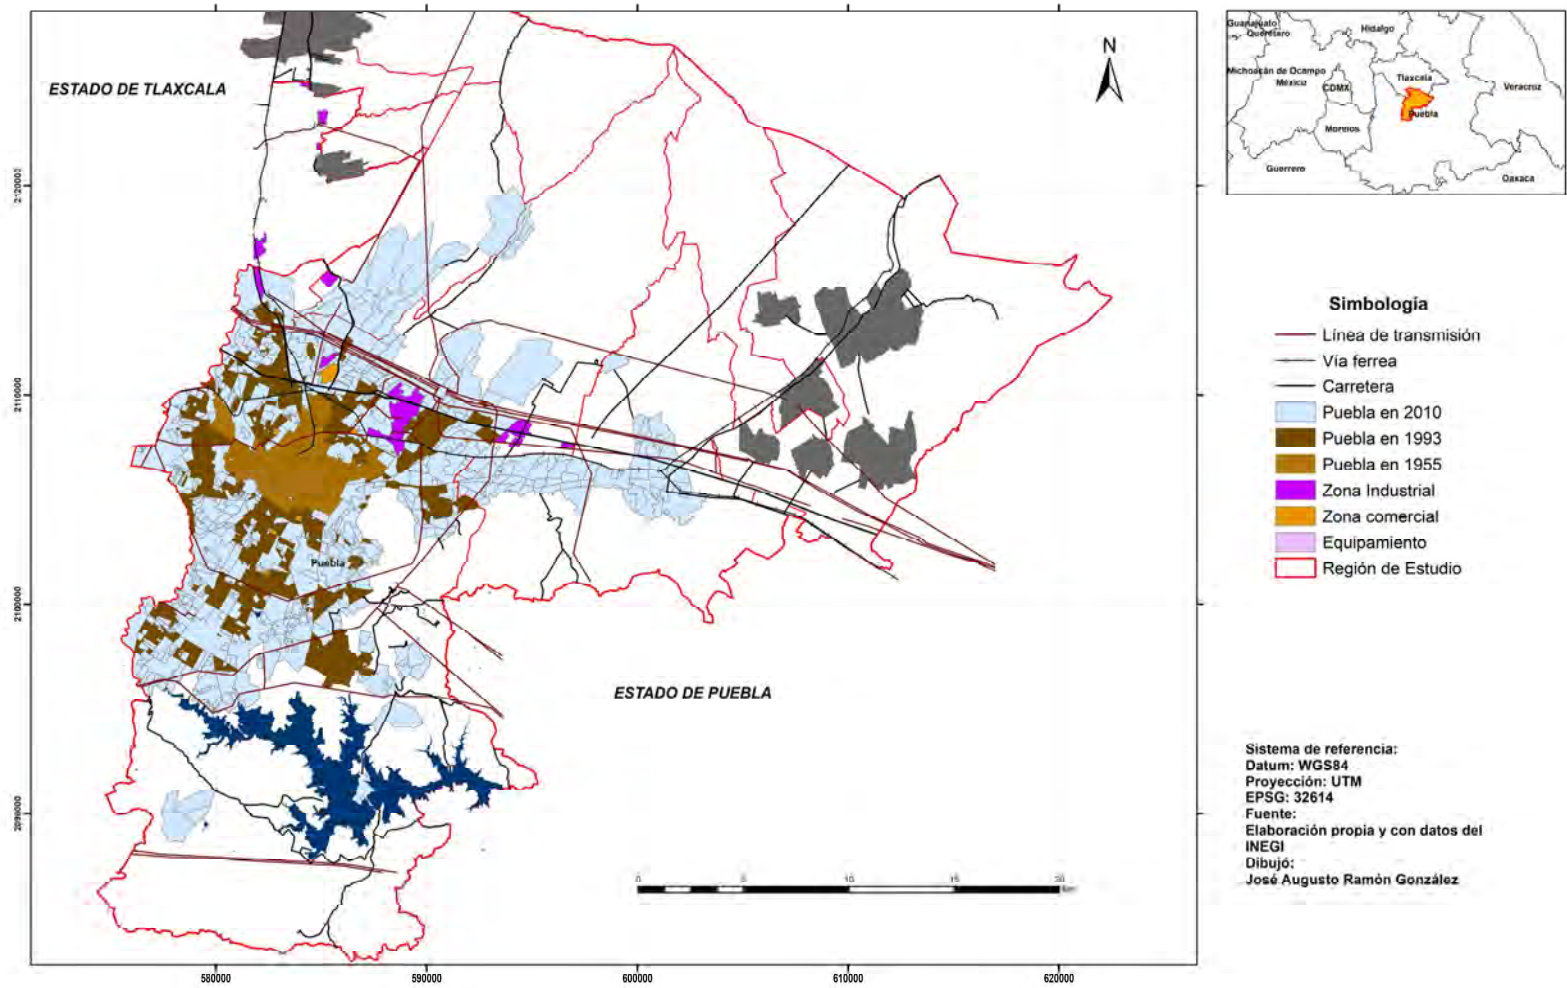 ESTADO DE TLAXCALA
N
Puebla
ESTADO DE PUEBLA
2120000
2110000
2100000
2090000
580000
590000
600000
610000
620000
0 5 10 15 20
Km
Guanajuato
Querétaro
Hidalgo
Michoacán de Ocampo
México
CDMX
Tlaxcala
Veracruz
Puebla
Morelos
Guerrero
Oaxaca
Simbología
Línea de transmisión
Vía ferrea
Carretera
Puebla en 2010
Puebla en 1993
Puebla en 1955
Zona Industrial
Zona comercial
Equipamiento
Región de Estudio
Sistema de referencia:
Datum: WGS84
Proyección: UTM
EPSG: 32614
Fuente:
Elaboración propia y con datos del
INEGI
Dibujó:
José Augusto Ramón González